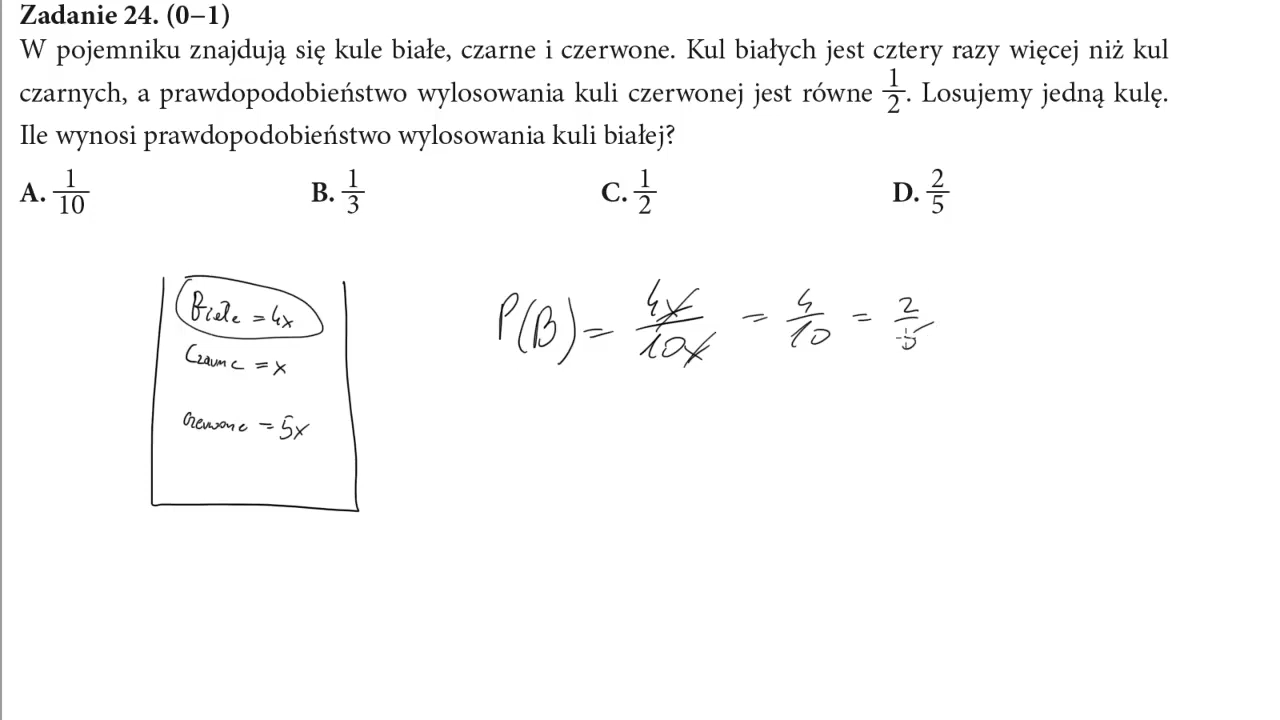 Zadanie 24. (0–1)
W pojemniku znajdują się kule białe, czarne i czerwone. Kul białych jest cztery razy więcej niż kul
czarnych, a prawdopodobieństwo wylosowania kuli czerwonej jest równe 1/2. Losujemy jedną kulę.
Ile wynosi prawdopodobieństwo wylosowania kuli białej?
A. 1/10 B. 1/3 C. 1/2 D. 2/5
Białe = 4x
Czarne = x
czerwone = 5x
P(B) = 4x/10x = 4/10 = 2/5